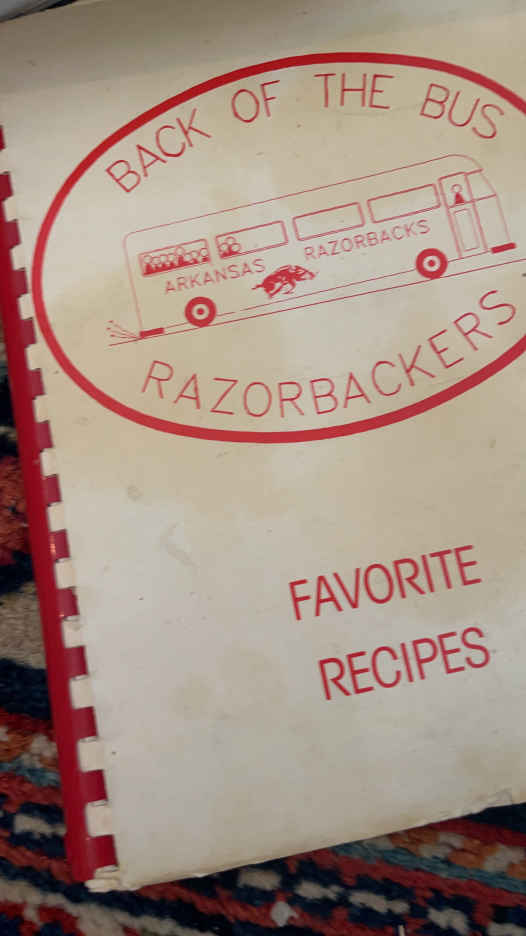 BACK OF THE BUS
ARKANSAS RAZORBACKS
RAZORBACKERS
FAVORITE
RECIPES